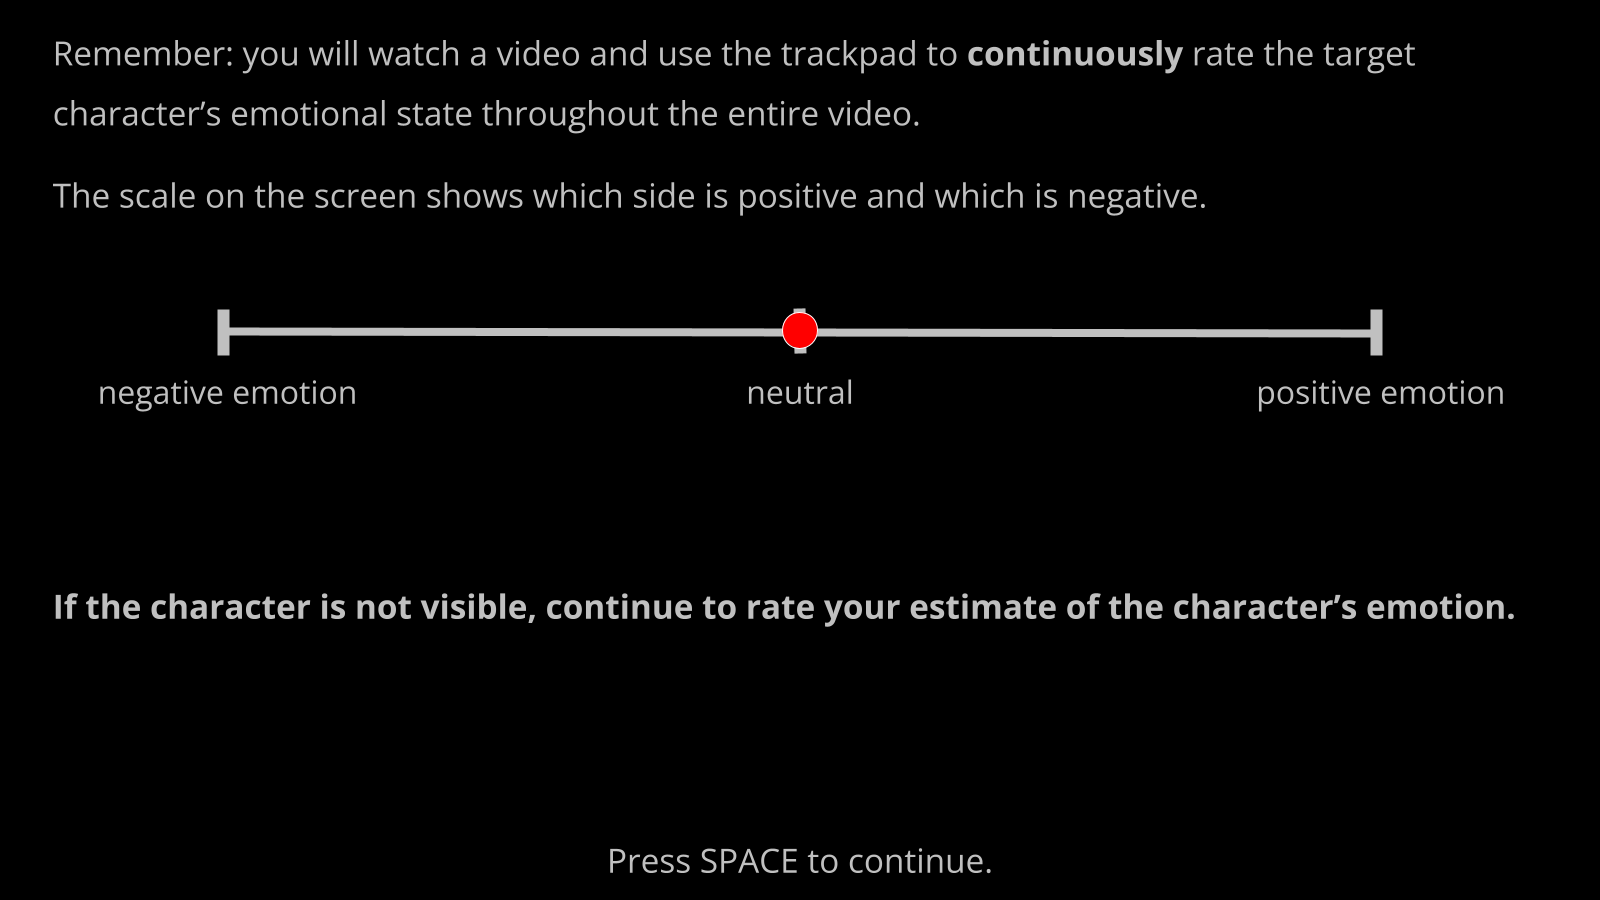 Remember: you will watch a video and use the trackpad to continuously rate the target
character’s emotional state throughout the entire video.
The scale on the screen shows which side is positive and which is negative.
negative emotion
neutral
positive emotion
If the character is not visible, continue to rate your estimate of the character’s emotion.
Press SPACE to continue.